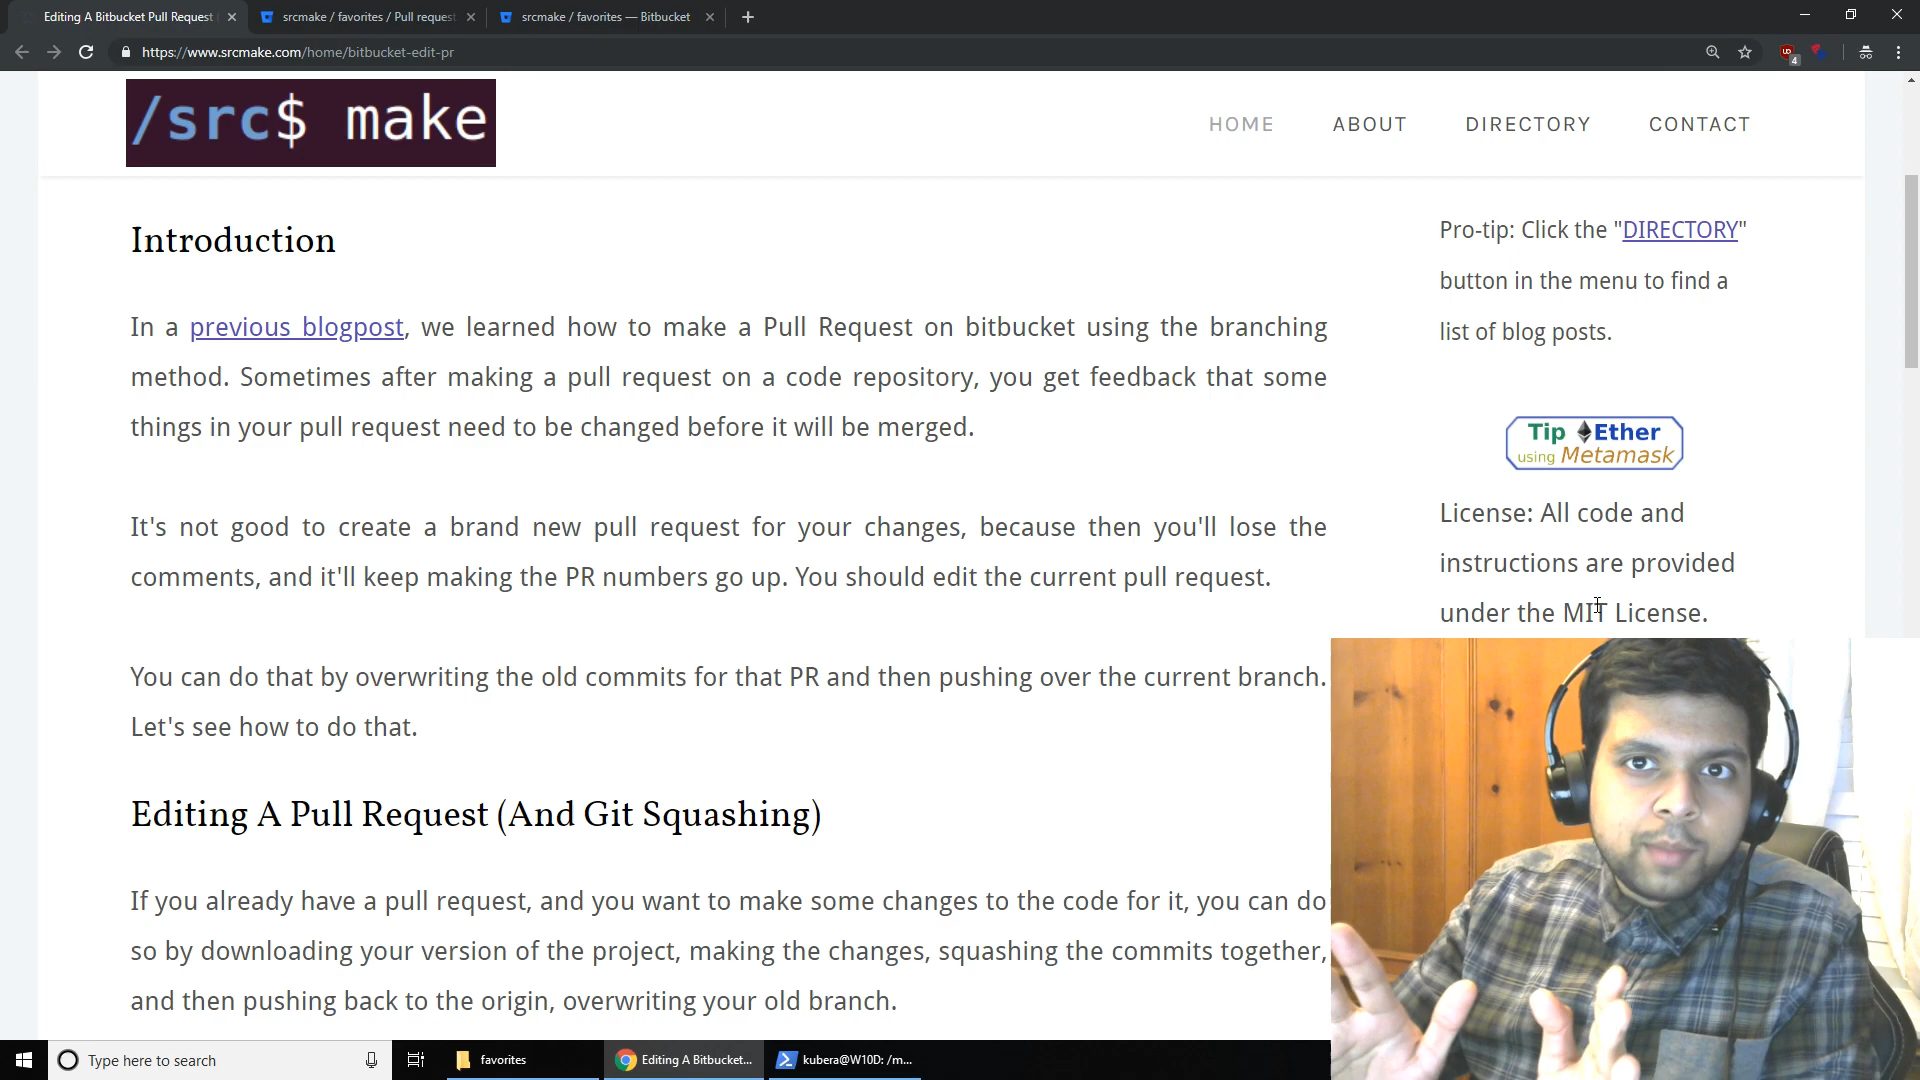 Editing A Bitbucket Pull Request
srcmake / favorites / Pull request
srcmake / favorites — Bitbucket
https://www.srcmake.com/home/bitbucket-edit-pr
UD
4
/src$ make
HOME
ABOUT
DIRECTORY
CONTACT
Introduction
In a previous blogpost, we learned how to make a Pull Request on bitbucket using the branching
method. Sometimes after making a pull request on a code repository, you get feedback that some
things in your pull request need to be changed before it will be merged.
It's not good to create a brand new pull request for your changes, because then you'll lose the
comments, and it'll keep making the PR numbers go up. You should edit the current pull request.
You can do that by overwriting the old commits for that PR and then pushing over the current branch.
Let's see how to do that.
Editing A Pull Request (And Git Squashing)
If you already have a pull request, and you want to make some changes to the code for it, you can do
so by downloading your version of the project, making the changes, squashing the commits together,
and then pushing back to the origin, overwriting your old branch.
Pro-tip: Click the "DIRECTORY"
button in the menu to find a
list of blog posts.
Tip Ether
using Metamask
License: All code and
instructions are provided
under the MIT License.
Type here to search
favorites
Editing A Bitbucket...
kubera@W10D: /m...